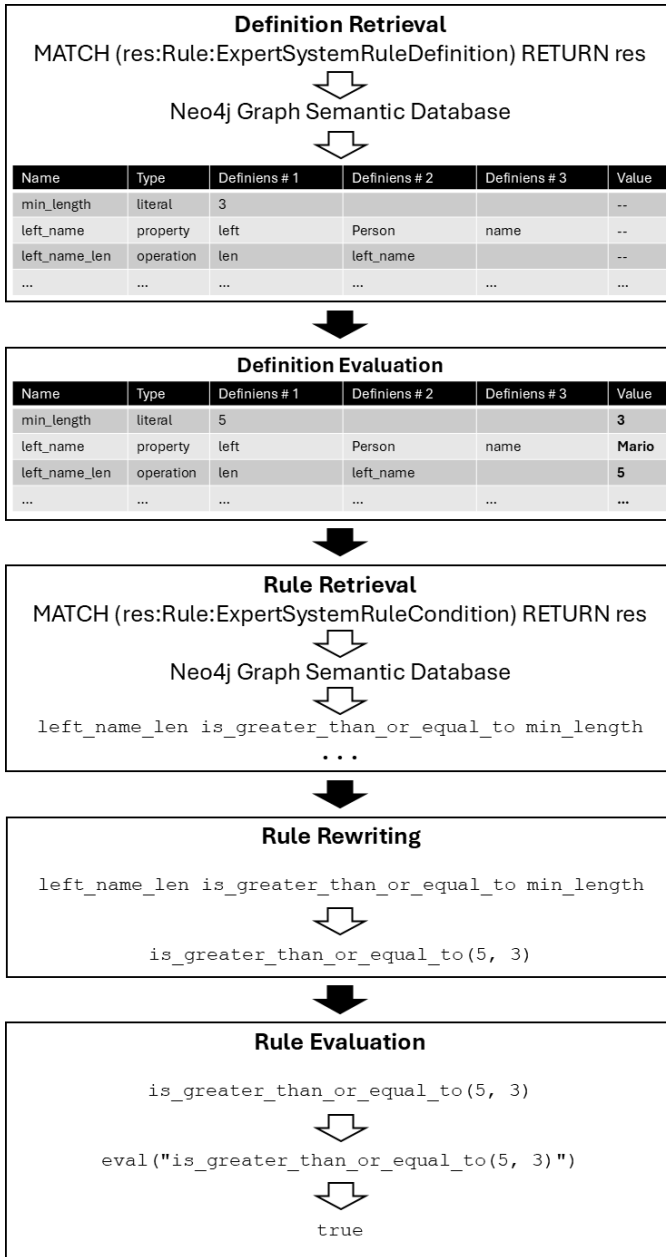 Definition Retrieval
MATCH (res:Rule:ExpertSystemRuleDefinition) RETURN res
Neo4j Graph Semantic Database
Name Type Definiens # 1 Definiens # 2 Definiens # 3 Value
min_length literal 3 --
left_name property left Person name --
left_name_len operation len left_name --
... ... ... ... ... ...
Definition Evaluation
Name Type Definiens # 1 Definiens # 2 Definiens # 3 Value
min_length literal 5 3
left_name property left Person name Mario
left_name_len operation len left_name 5
... ... ... ... ... ...
Rule Retrieval
MATCH (res:Rule:ExpertSystemRuleCondition) RETURN res
Neo4j Graph Semantic Database
left_name_len is_greater_than_or_equal_to min_length
...
Rule Rewriting
left_name_len is_greater_than_or_equal_to min_length
is_greater_than_or_equal_to(5, 3)
Rule Evaluation
is_greater_than_or_equal_to(5, 3)
eval("is_greater_than_or_equal_to(5, 3)")
true